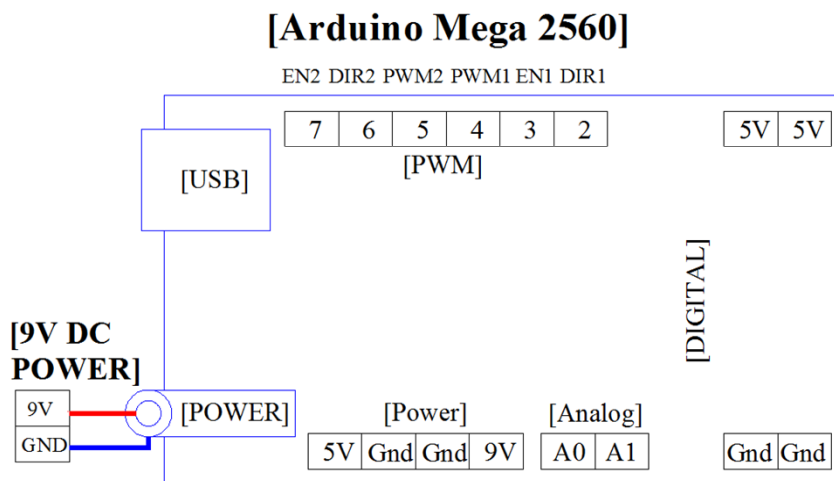 [Arduino Mega 2560]
EN2 DIR2 PWM2 PWM1 EN1 DIR1
7 6 5 4 3 2
5V 5V
[PWM]
[USB]
[DIGITAL]
[9V DC
POWER]
9V
GND
[POWER]
[Power]
[Analog]
5V Gnd Gnd 9V
A0 A1
Gnd Gnd